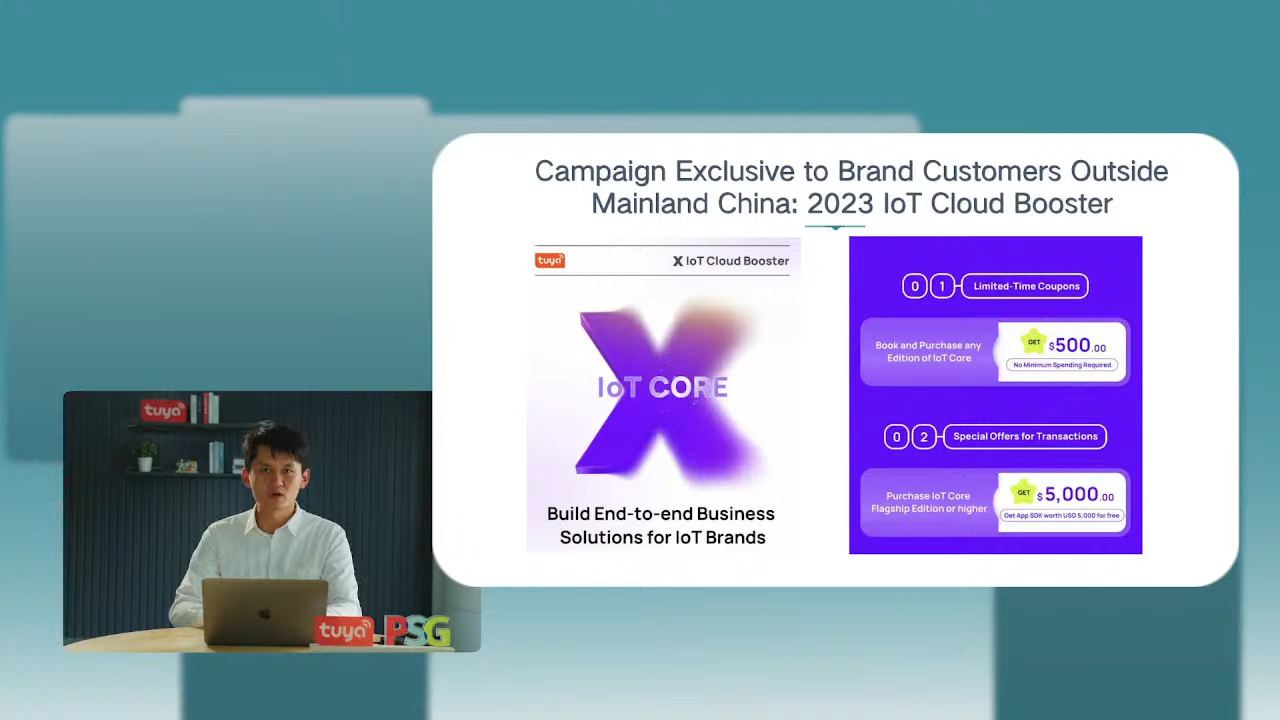 Campaign Exclusive to Brand Customers Outside
Mainland China: 2023 IoT Cloud Booster
tuya
X IoT Cloud Booster
IoT CORE
Build End-to-end Business
Solutions for IoT Brands
0 1 Limited-Time Coupons
Book and Purchase any
Edition of IoT Core
GET $500.00
No Minimum Spending Required
0 2 Special Offers for Transactions
Purchase IoT Core
Flagship Edition or higher
GET $5,000.00
Get App SDK worth USD 5,000 for free
tuya
tuya PSG